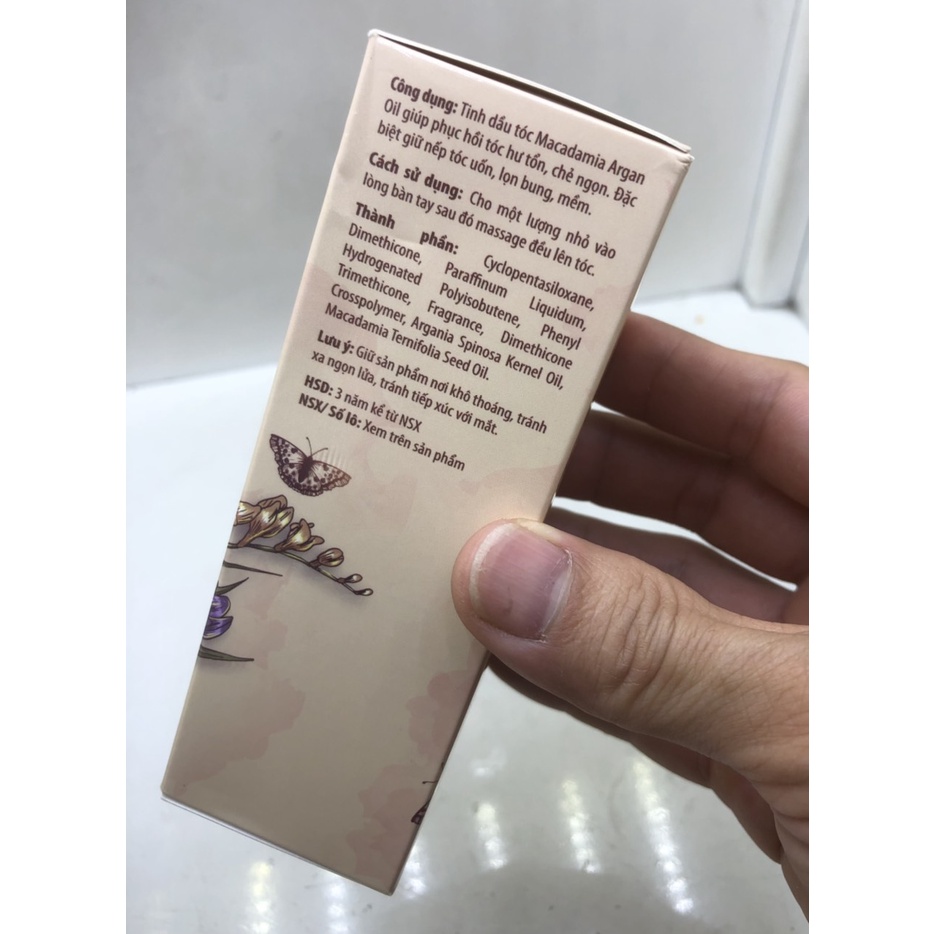 Công dụng: Tinh dầu tóc Macadamia Argan
Oil giúp phục hồi tóc hư tổn, chẻ ngọn. Đặc
biệt giữ nếp tóc uốn, lọn bung, mềm.
Cách sử dụng: Cho một lượng nhỏ vào
lòng bàn tay sau đó massage đều lên tóc.
Thành phần: Cyclopentasiloxane,
Dimethicone, Paraffinum Liquidum,
Hydrogenated Polyisobutene, Phenyl
Trimethicone, Fragrance, Dimethicone
Crosspolymer, Argania Spinosa Kernel Oil,
Macadamia Ternifolia Seed Oil.
Lưu ý: Giữ sản phẩm nơi khô thoáng, tránh
xa ngọn lửa, tránh tiếp xúc với mắt.
HSD: 3 năm kể từ NSX
NSX/ Số lô: Xem trên sản phẩm